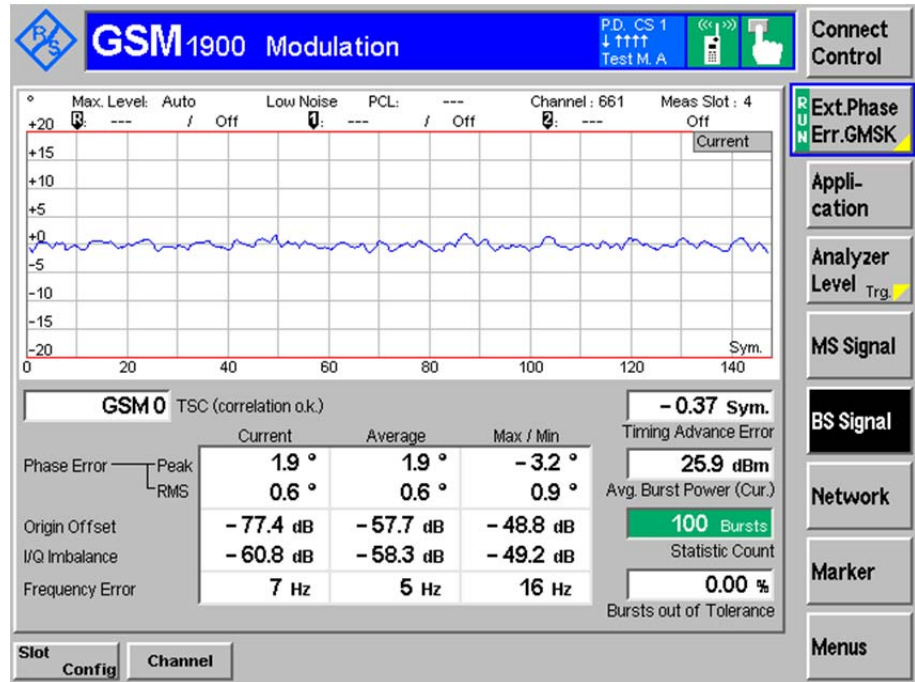 R&S
GSM 1900 Modulation
P.D. CS 1
↓ ↑↑↑↑
Test M. A
Connect
Control
° Max. Level: Auto Low Noise PCL: --- Channel : 661 Meas Slot : 4
R: --- / Off 1: --- / Off 2: --- Off
Current
+20
+15
+10
+5
+0
-5
-10
-15
-20
Sym.
0 20 40 60 80 100 120 140
GSM 0 TSC (correlation o.k.)
Current Average Max / Min
Phase Error Peak 1.9 ° 1.9 ° - 3.2 °
RMS 0.6 ° 0.6 ° 0.9 °
Origin Offset - 77.4 dB - 57.7 dB - 48.8 dB
I/Q Imbalance - 60.8 dB - 58.3 dB - 49.2 dB
Frequency Error 7 Hz 5 Hz 16 Hz
- 0.37 Sym.
Timing Advance Error
25.9 dBm
Avg. Burst Power (Cur.)
100 Bursts
Statistic Count
0.00 %
Bursts out of Tolerance
RUN
Ext.Phase
Err.GMSK
Appli-
cation
Analyzer
Level Trg.
MS Signal
BS Signal
Network
Marker
Menus
Slot
Config
Channel